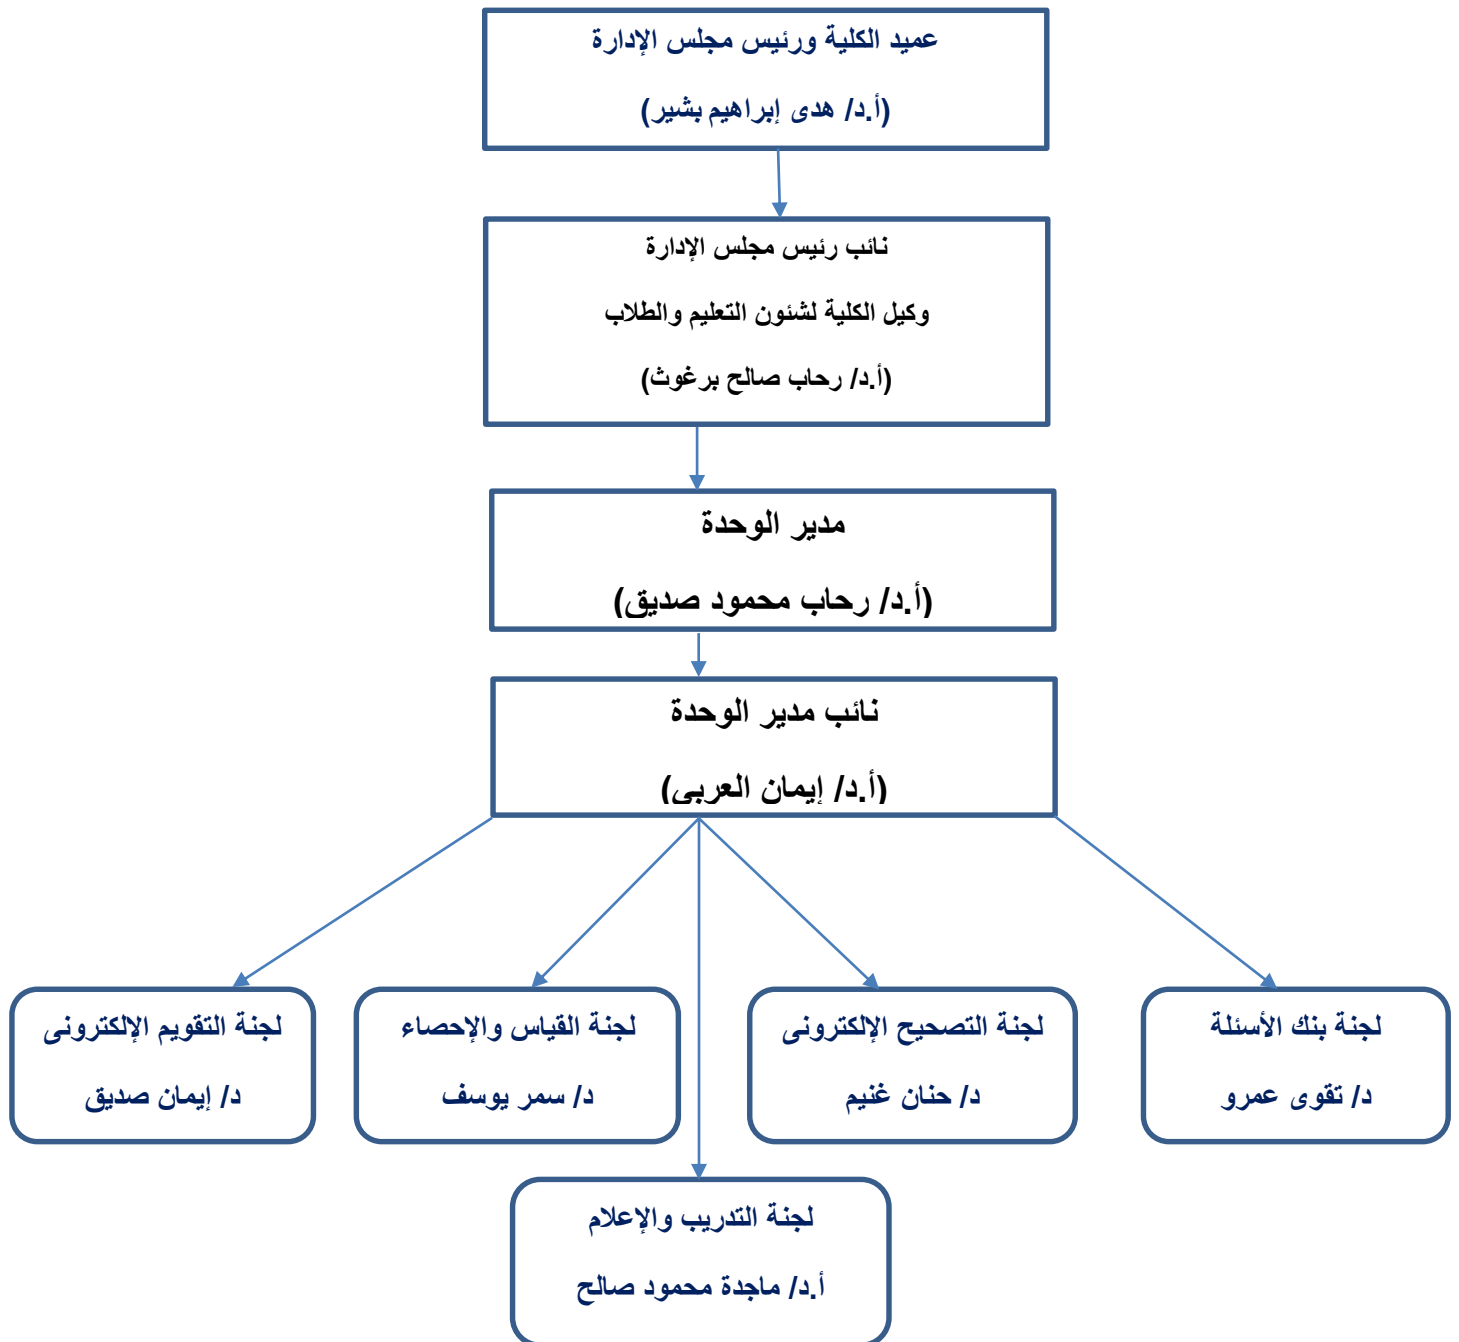 عميد الكلية ورئيس مجلس الإدارة
(أ.د/ هدى إبراهيم بشير)
نائب رئيس مجلس الإدارة
وكيل الكلية لشئون التعليم والطلاب
(أ.د/ رحاب صالح برغوث)
مدير الوحدة
(أ.د/ رحاب محمود صديق)
نائب مدير الوحدة
(أ.د/ إيمان العربى)
لجنة بنك الأسئلة
د/ تقوى عمرو
لجنة التصحيح الإلكترونى
د/ حنان غنيم
لجنة القياس والإحصاء
د/ سمر يوسف
لجنة التقويم الإلكترونى
د/ إيمان صديق
لجنة التدريب والإعلام
أ.د/ ماجدة محمود صالح